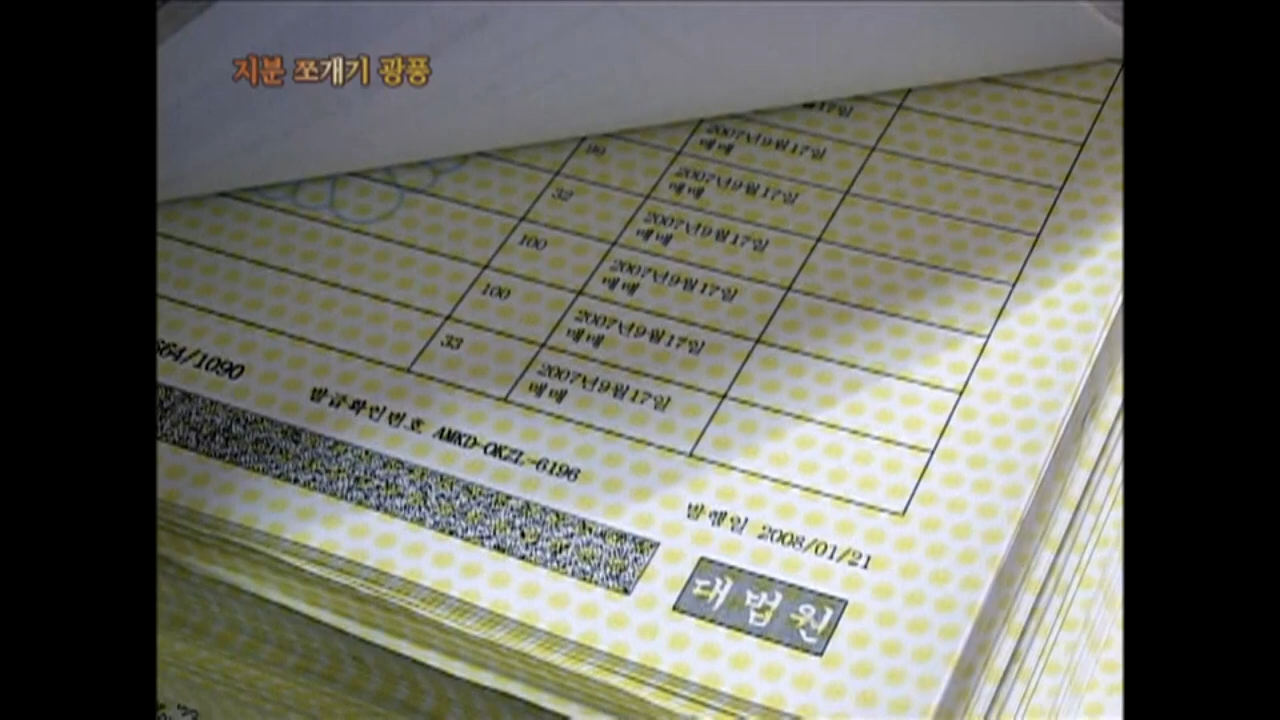 지분 쪼개기 광풍
17일
99
2007년9월17일
매매
32
2007년9월17일
매매
100
2007년9월17일
매매
100
2007년9월17일
매매
33
2007년9월17일
매매
2007년9월17일
매매
664/1090
발급확인번호 AMKD-OKZL-6196
발행일 2008/01/21
대법원